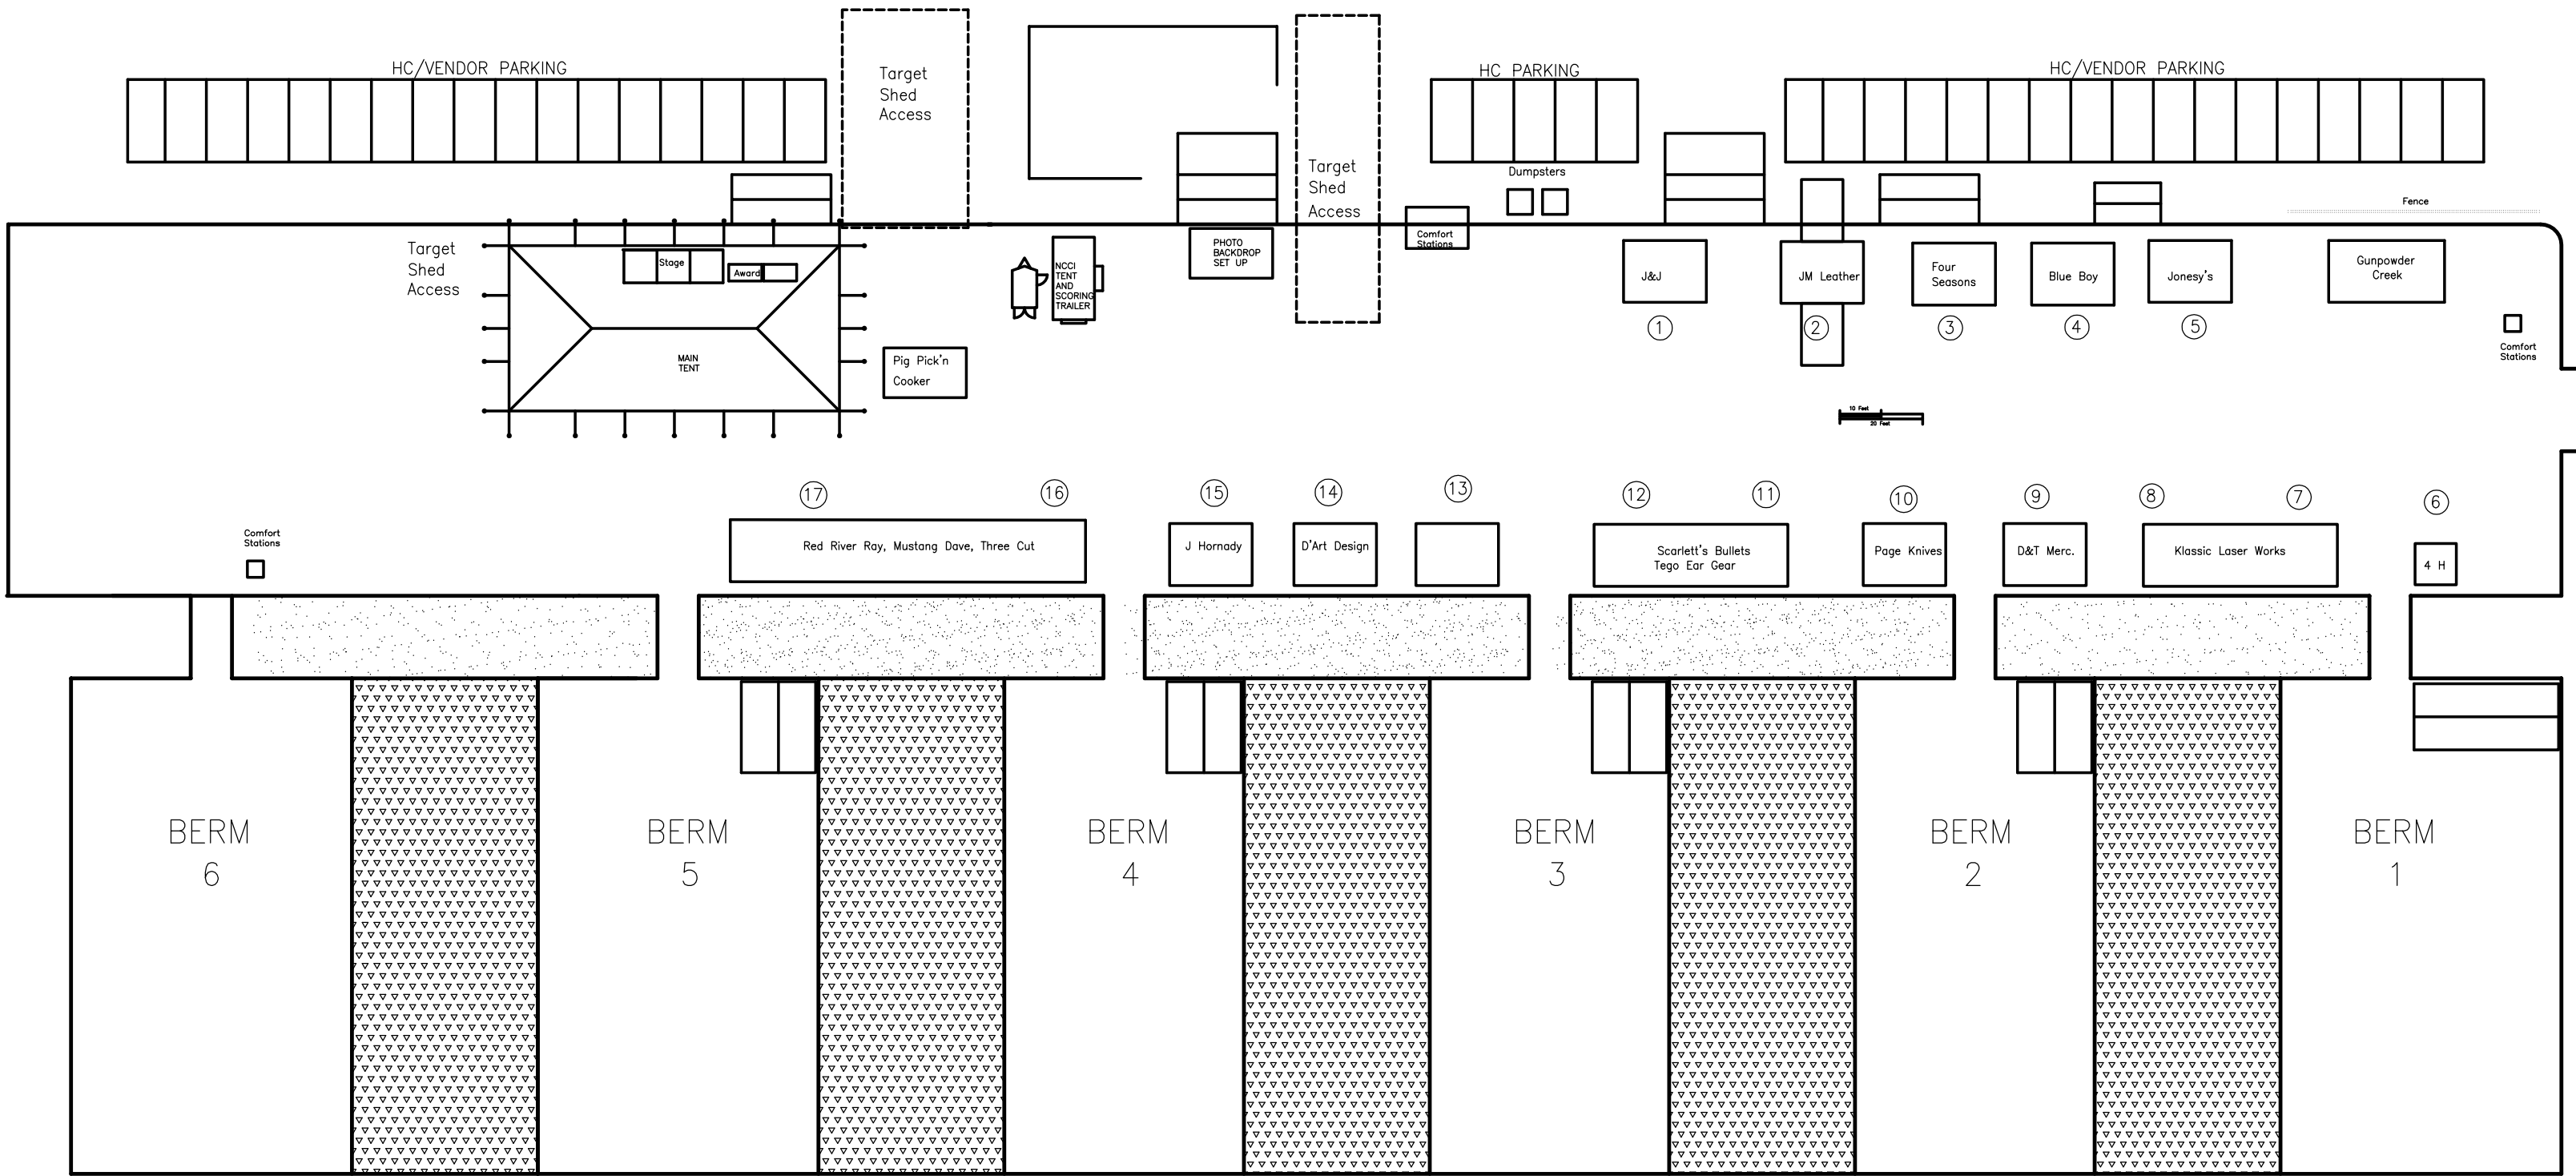 HC/VENDOR PARKING
HC PARKING
HC/VENDOR PARKING
Target
Shed
Access
Target
Shed
Access
Dumpsters
Fence
Target
Shed
Access
Stage
Award
MAIN
TENT
Pig Pick'n
Cooker
NCCI
TENT
AND
SCORING
TRAILER
PHOTO
BACKDROP
SET UP
Comfort
Stations
J&J
JM Leather
Four
Seasons
Blue Boy
Jonesy's
Gunpowder
Creek
1
2
3
4
5
Comfort
Stations
10 Feet
20 Feet
17
16
15
14
13
12
11
10
9
8
7
6
Comfort
Stations
Red River Ray, Mustang Dave, Three Cut
J Hornady
D'Art Design
Scarlett's Bullets
Tego Ear Gear
Page Knives
D&T Merc.
Klassic Laser Works
4 H
BERM
6
BERM
5
BERM
4
BERM
3
BERM
2
BERM
1